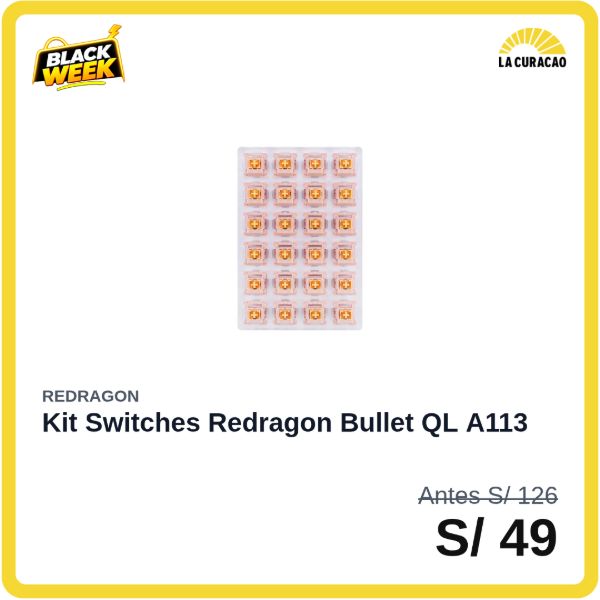 BLACK
WEEK
LA CURACAO
REDRAGON
Kit Switches Redragon Bullet QL A113
Antes S/ 126
S/ 49